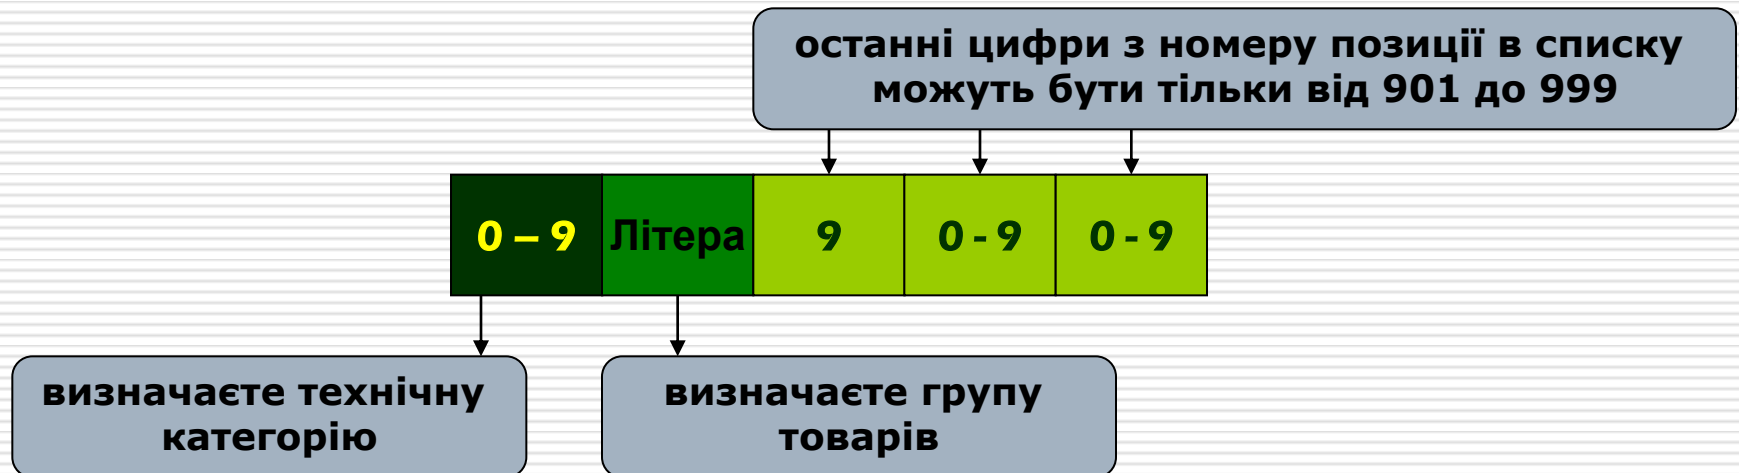 останні цифри з номеру позиції в списку
можуть бути тільки від 901 до 999
0 – 9 Літера 9 0 - 9 0 - 9
визначаєте технічну
категорію
визначаєте групу
товарів